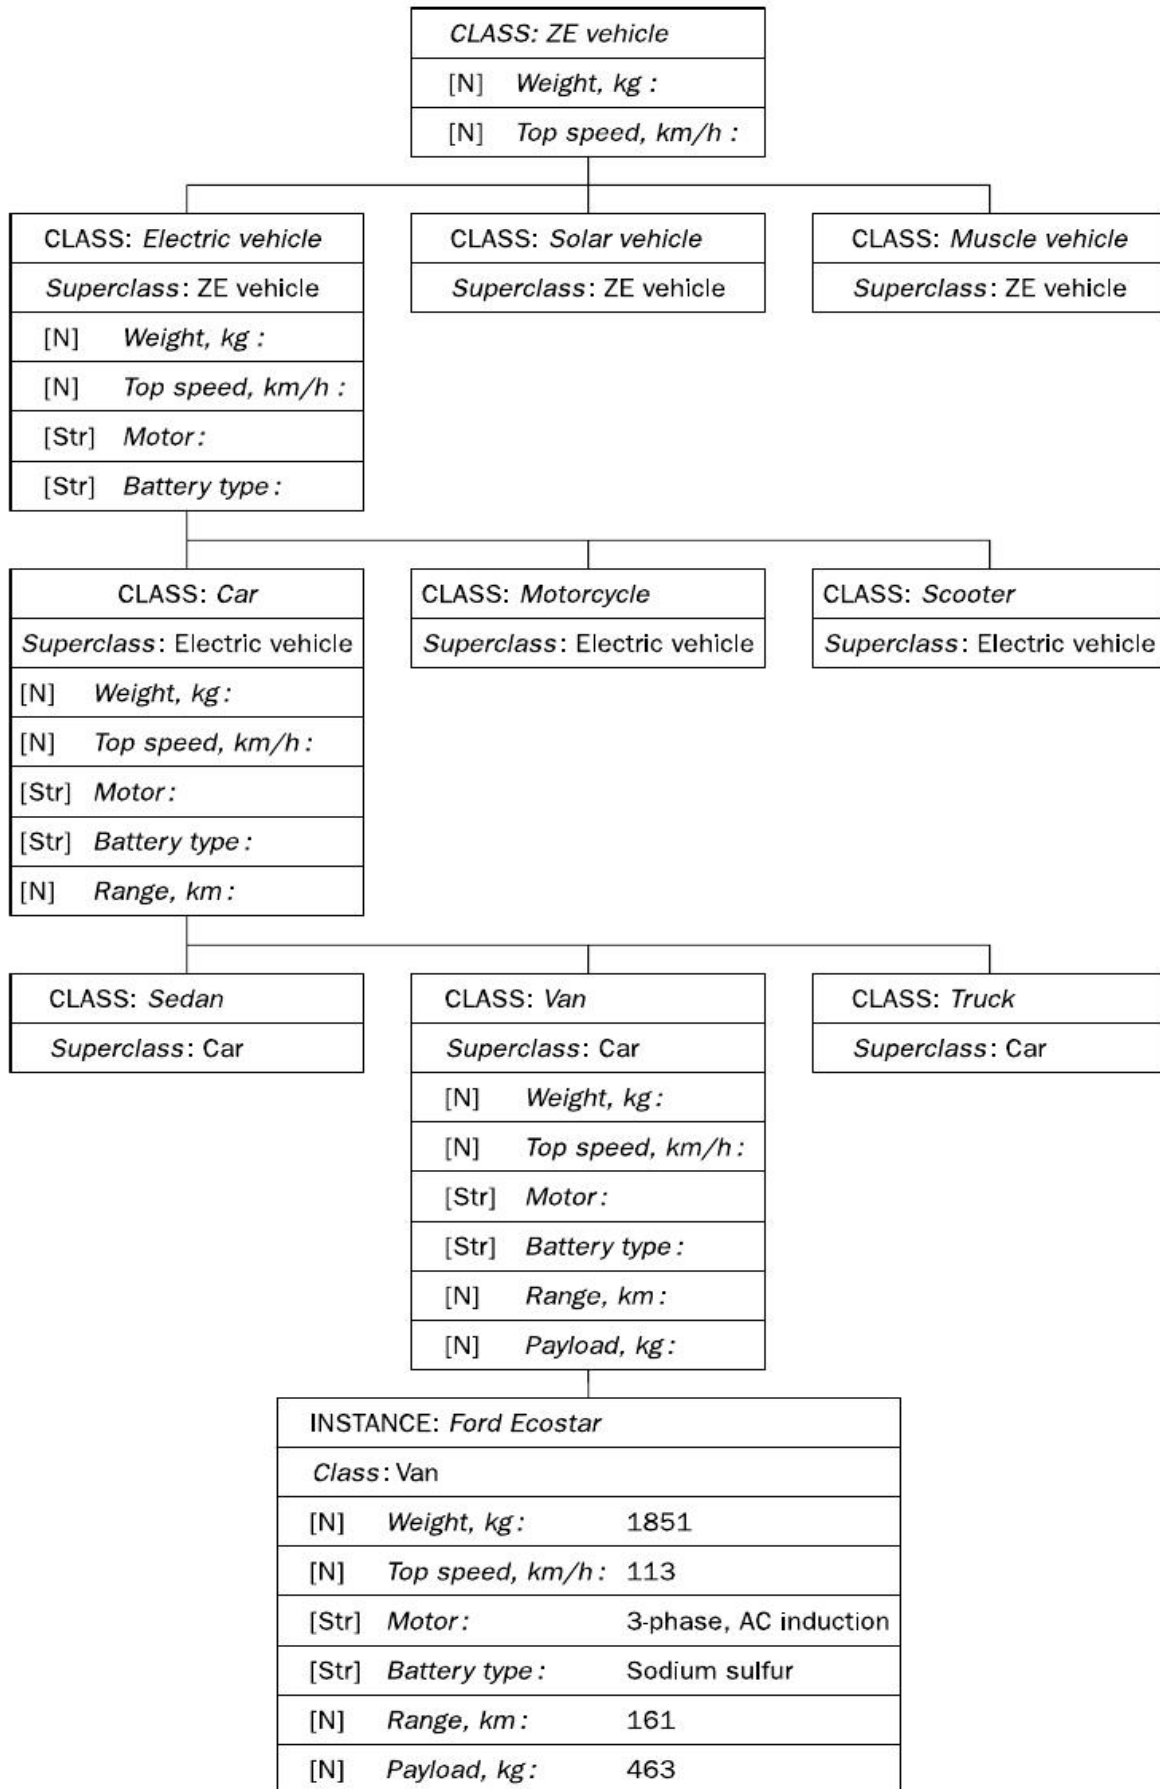 CLASS: ZE vehicle
[N] Weight, kg :
[N] Top speed, km/h :
CLASS: Electric vehicle
Superclass: ZE vehicle
[N] Weight, kg :
[N] Top speed, km/h :
[Str] Motor:
[Str] Battery type:
CLASS: Solar vehicle
Superclass: ZE vehicle
CLASS: Muscle vehicle
Superclass: ZE vehicle
CLASS: Car
Superclass: Electric vehicle
[N] Weight, kg:
[N] Top speed, km/h:
[Str] Motor:
[Str] Battery type:
[N] Range, km:
CLASS: Motorcycle
Superclass: Electric vehicle
CLASS: Scooter
Superclass: Electric vehicle
CLASS: Sedan
Superclass: Car
CLASS: Van
Superclass: Car
[N] Weight, kg:
[N] Top speed, km/h:
[Str] Motor:
[Str] Battery type:
[N] Range, km:
[N] Payload, kg:
CLASS: Truck
Superclass: Car
INSTANCE: Ford Ecostar
Class: Van
[N] Weight, kg: 1851
[N] Top speed, km/h: 113
[Str] Motor: 3-phase, AC induction
[Str] Battery type: Sodium sulfur
[N] Range, km: 161
[N] Payload, kg: 463